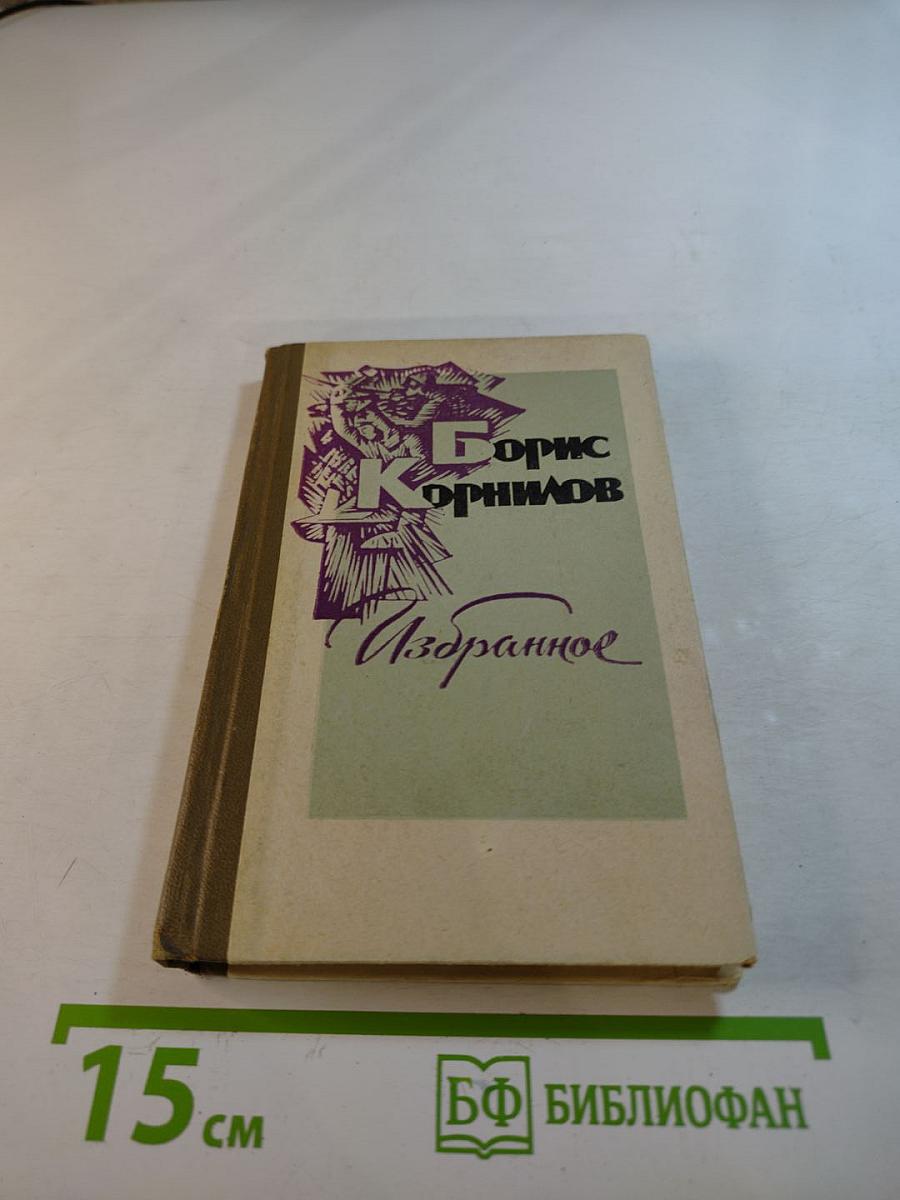 Борис
Корнилов
Избранное
15 см
БФ БИБЛИОФАН